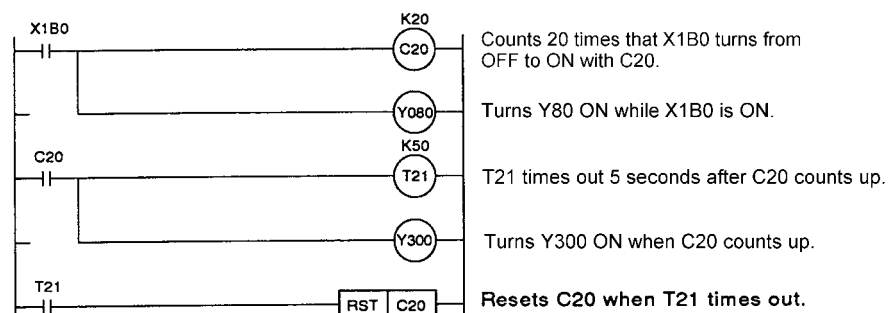 X1B0
K20
C20
Counts 20 times that X1B0 turns from
OFF to ON with C20.
Y080
Turns Y80 ON while X1B0 is ON.
C20
K50
T21
T21 times out 5 seconds after C20 counts up.
Y300
Turns Y300 ON when C20 counts up.
T21
RST C20
Resets C20 when T21 times out.